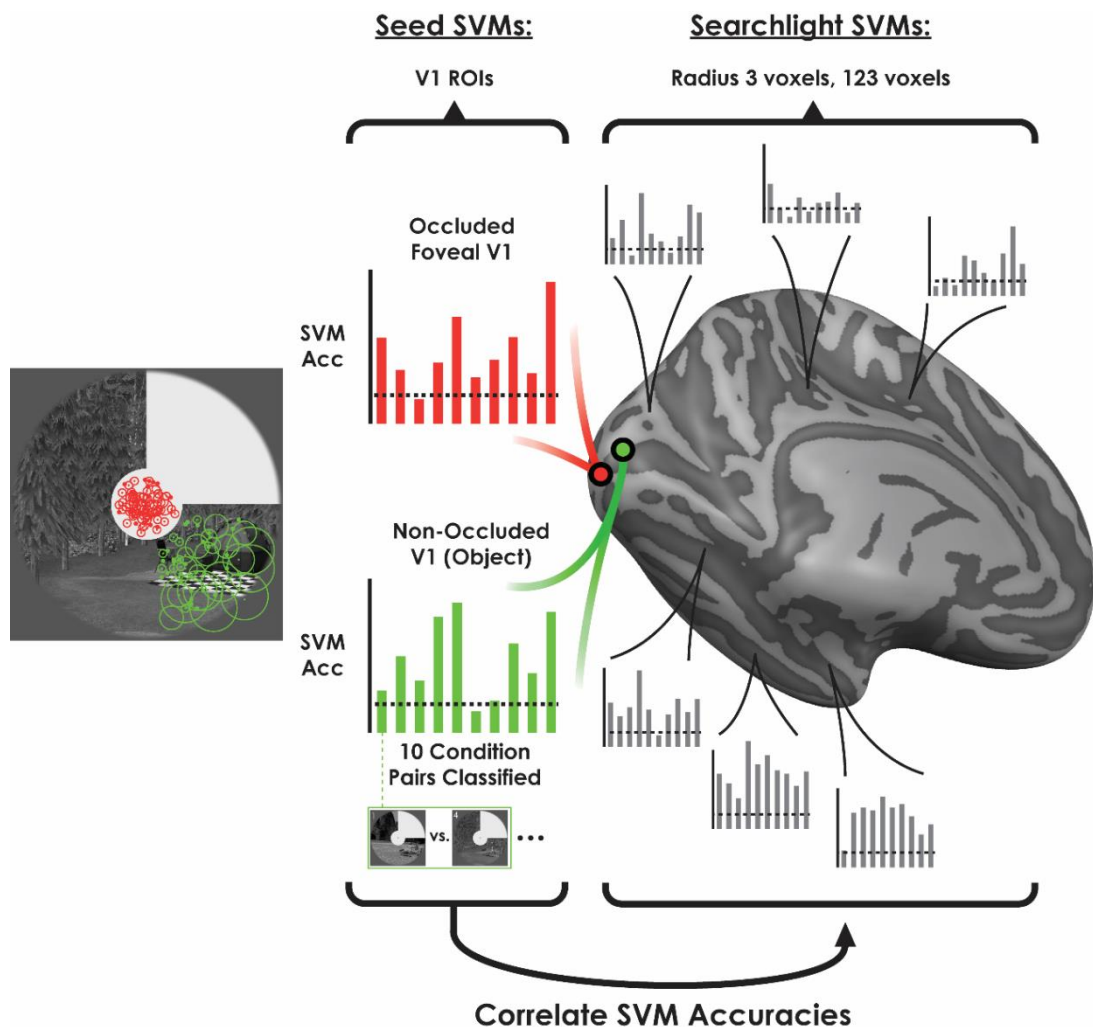 Seed SVMs:
Searchlight SVMs:
V1 ROIs
Radius 3 voxels, 123 voxels
Occluded
Foveal V1
SVM
Acc
Non-Occluded
V1 (Object)
SVM
Acc
10 Condition
Pairs Classified
vs.
...
Correlate SVM Accuracies